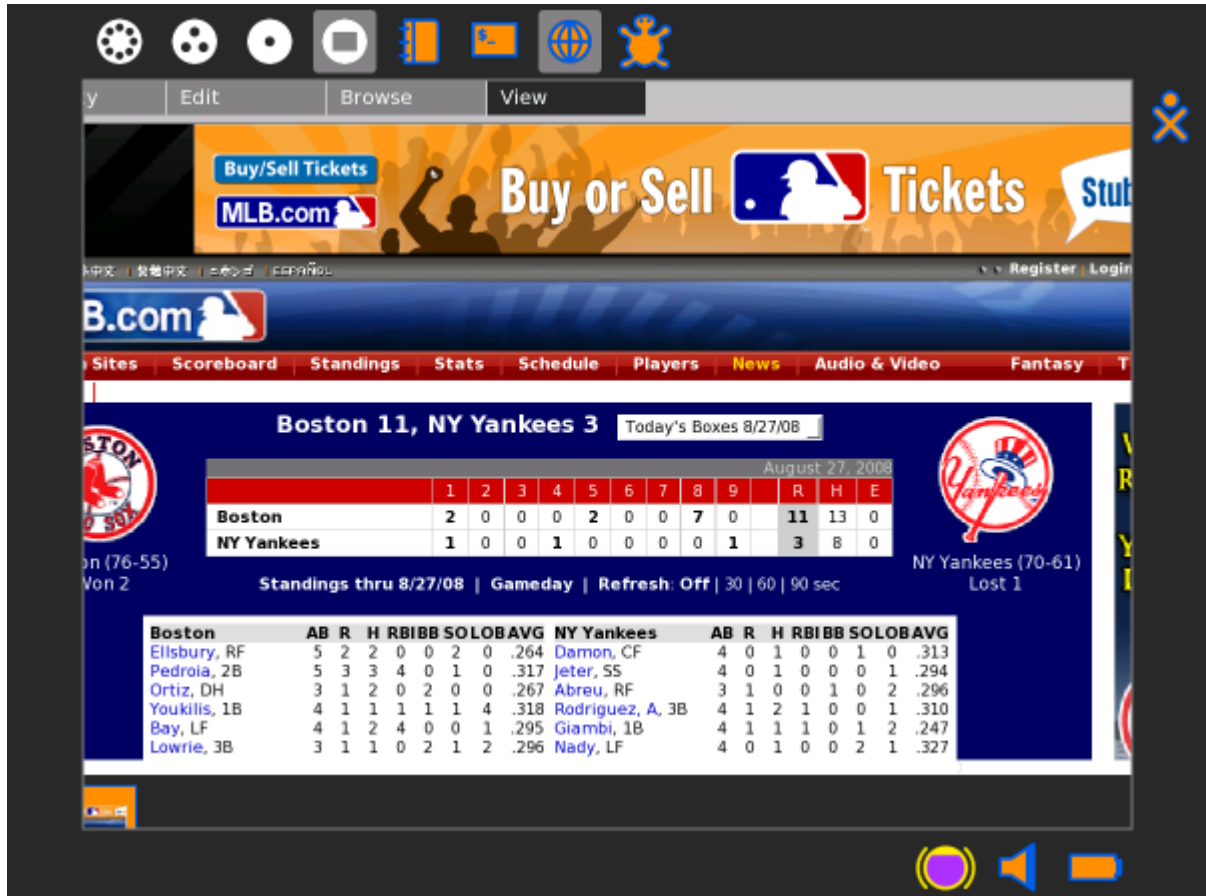 $_
y Edit Browse View
Buy/Sell Tickets
MLB.com
Buy or Sell Tickets Stub
中文 | 繁體中文 | | ESPAÑOL
Register | Login
B.com
Sites Scoreboard Standings Stats Schedule Players News Audio & Video Fantasy T
Boston 11, NY Yankees 3 Today's Boxes 8/27/08
August 27, 2008
1 2 3 4 5 6 7 8 9 R H E
Boston 2 0 0 0 2 0 0 7 0 11 13 0
NY Yankees 1 0 0 1 0 0 0 0 1 3 8 0
STON
D SOX
Yankees
on (76-55)
Won 2
NY Yankees (70-61)
Lost 1
Standings thru 8/27/08 | Gameday | Refresh: Off | 30 | 60 | 90 sec
Boston AB R H RBI BB SO LOB AVG NY Yankees AB R H RBI BB SO LOB AVG
Ellsbury, RF 5 2 2 0 0 2 0 .264 Damon, CF 4 0 1 0 0 1 0 .313
Pedroia, 2B 5 3 3 4 0 1 0 .317 Jeter, SS 4 0 1 0 0 0 1 .294
Ortiz, DH 3 1 2 0 2 0 0 .267 Abreu, RF 3 1 0 0 1 0 2 .296
Youkilis, 1B 4 1 1 1 1 1 4 .318 Rodriguez, A, 3B 4 1 2 1 0 0 1 .310
Bay, LF 4 1 2 4 0 0 1 .295 Giambi, 1B 4 1 1 1 0 1 2 .247
Lowrie, 3B 3 1 1 0 2 1 2 .296 Nady, LF 4 0 1 0 0 2 1 .327